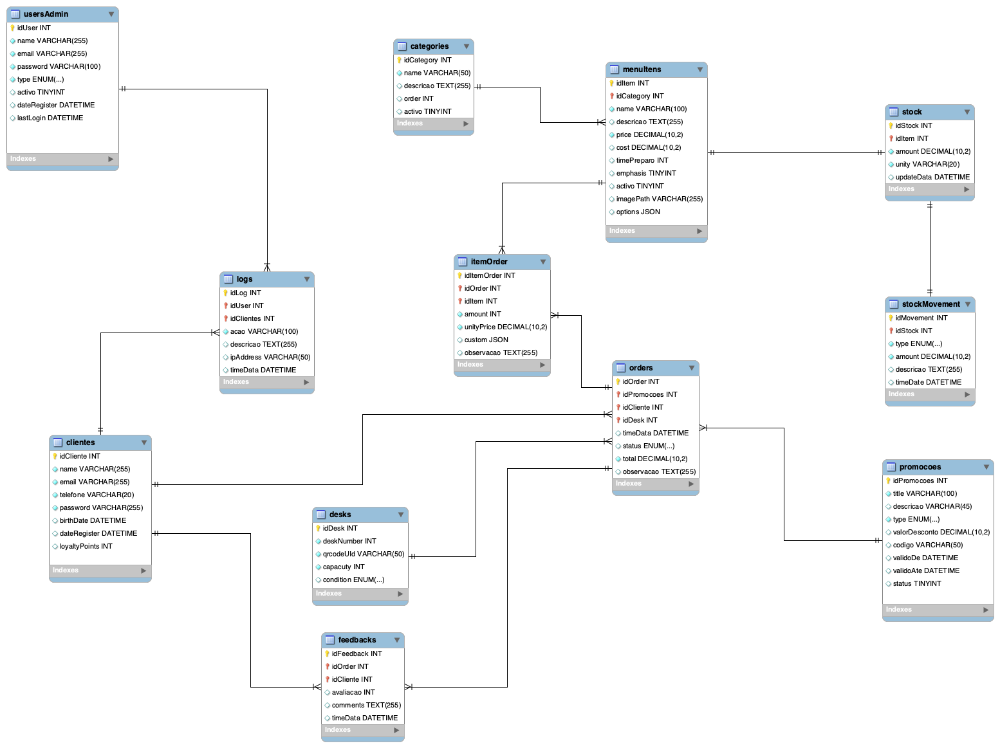 usersAdmin
idUser INT
name VARCHAR(255)
email VARCHAR(255)
password VARCHAR(100)
type ENUM(...)
activo TINYINT
dateRegister DATETIME
lastLogin DATETIME
Indexes
categories
idCategory INT
name VARCHAR(50)
descricao TEXT(255)
order INT
activo TINYINT
Indexes
menuItens
idItem INT
idCategory INT
name VARCHAR(100)
descricao TEXT(255)
price DECIMAL(10,2)
cost DECIMAL(10,2)
timePreparo INT
emphasis TINYINT
activo TINYINT
imagePath VARCHAR(255)
options JSON
Indexes
stock
idStock INT
idItem INT
amount DECIMAL(10,2)
unity VARCHAR(20)
updateData DATETIME
Indexes
itemOrder
idItemOrder INT
idOrder INT
idItem INT
amount INT
unityPrice DECIMAL(10,2)
custom JSON
observacao TEXT(255)
Indexes
logs
idLog INT
idUser INT
idClientes INT
acao VARCHAR(100)
descricao TEXT(255)
ipAddress VARCHAR(50)
timeData DATETIME
Indexes
stockMovement
idMovement INT
idStock INT
type ENUM(...)
amount DECIMAL(10,2)
descricao TEXT(255)
timeDate DATETIME
Indexes
orders
idOrder INT
idPromocoes INT
idCliente INT
idDesk INT
timeData DATETIME
status ENUM(...)
total DECIMAL(10,2)
observacao TEXT(255)
Indexes
clientes
idCliente INT
name VARCHAR(255)
email VARCHAR(255)
telefone VARCHAR(20)
password VARCHAR(255)
birthDate DATETIME
dateRegister DATETIME
loyaltyPoints INT
Indexes
promocoes
idPromocoes INT
title VARCHAR(100)
descricao VARCHAR(45)
type ENUM(...)
valorDesconto DECIMAL(10,2)
codigo VARCHAR(50)
validoDe DATETIME
validoAte DATETIME
status TINYINT
Indexes
desks
idDesk INT
deskNumber INT
qrcodeUId VARCHAR(50)
capacuty INT
condition ENUM(...)
Indexes
feedbacks
idFeedback INT
idOrder INT
idCliente INT
avaliacao INT
comments TEXT(255)
timeData DATETIME
Indexes